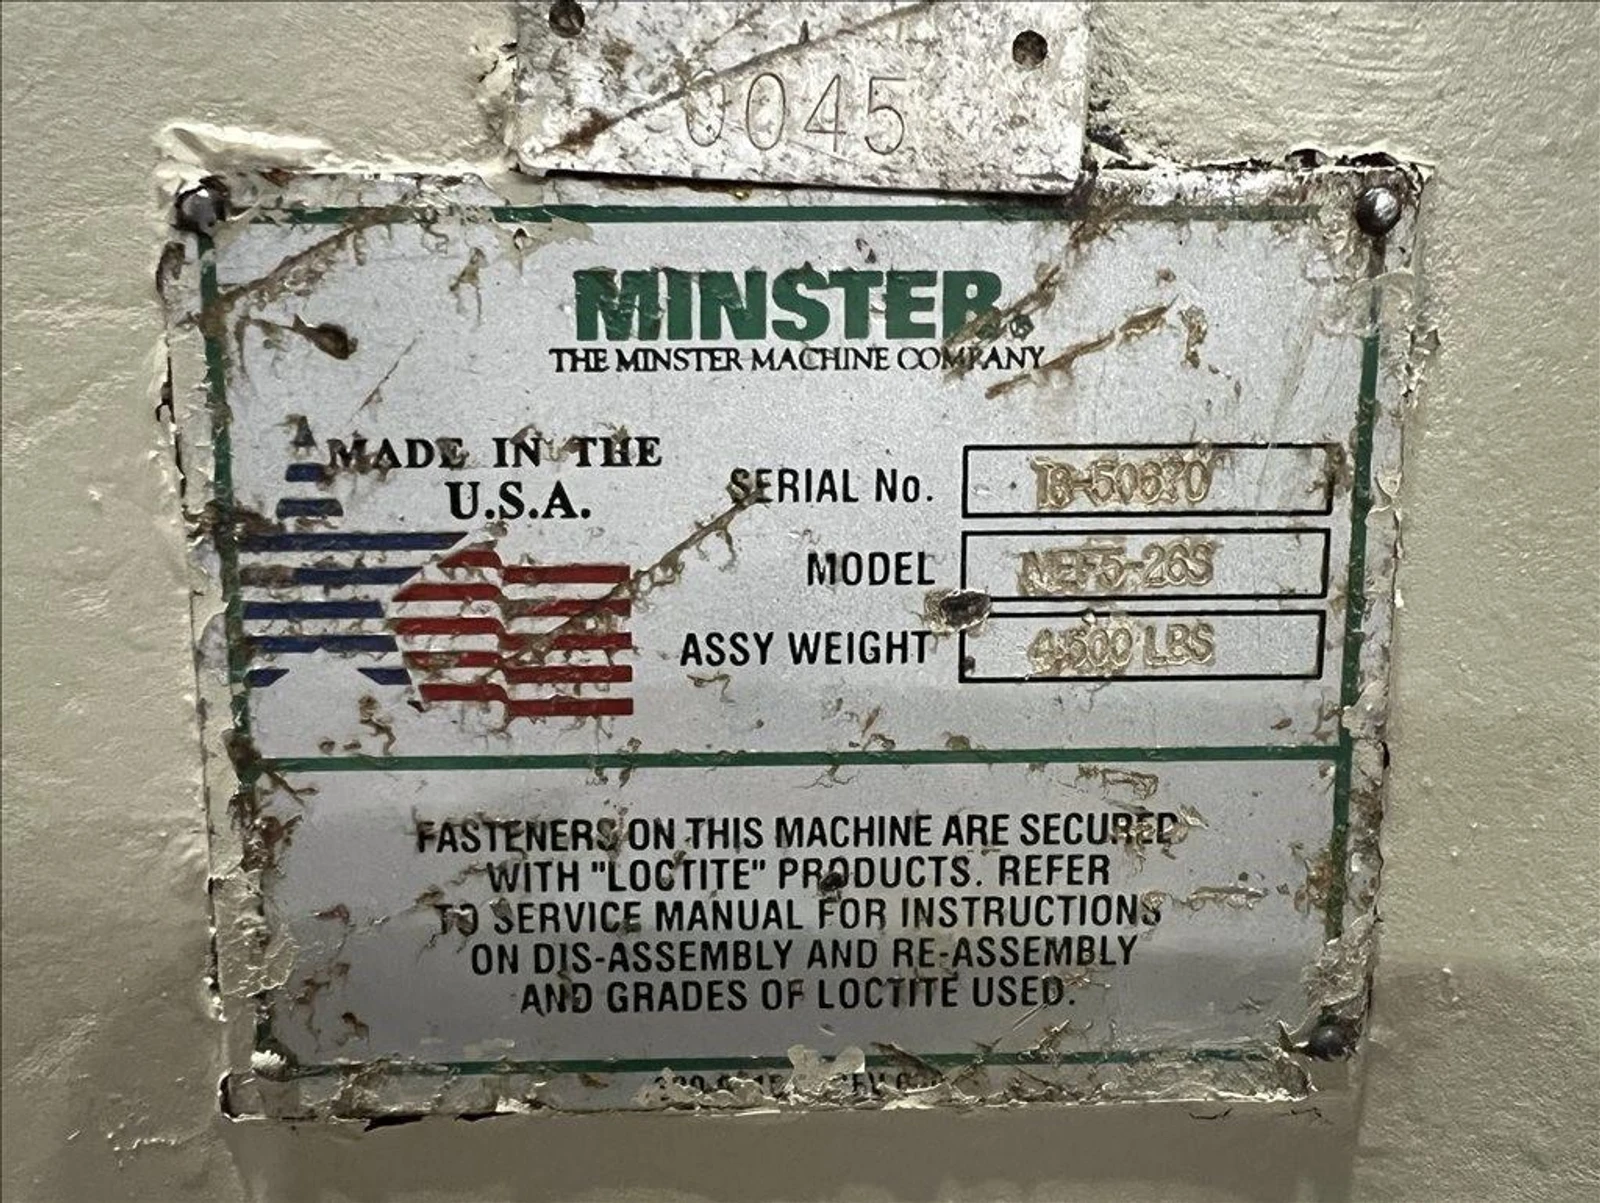 0045
MINSTER®
THE MINSTER MACHINE COMPANY
MADE IN THE
U.S.A.
SERIAL No.
MODEL NEF5-26S
ASSY WEIGHT 4,500 LBS
FASTENERS ON THIS MACHINE ARE SECURED
WITH "LOCTITE" PRODUCTS. REFER
TO SERVICE MANUAL FOR INSTRUCTIONS
ON DIS-ASSEMBLY AND RE-ASSEMBLY
AND GRADES OF LOCTITE USED.